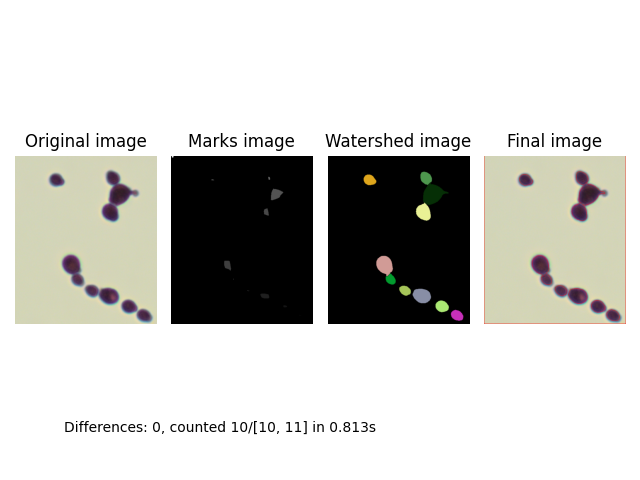 Original image
Marks image
Watershed image
Final image
Differences: 0, counted 10/[10, 11] in 0.813s